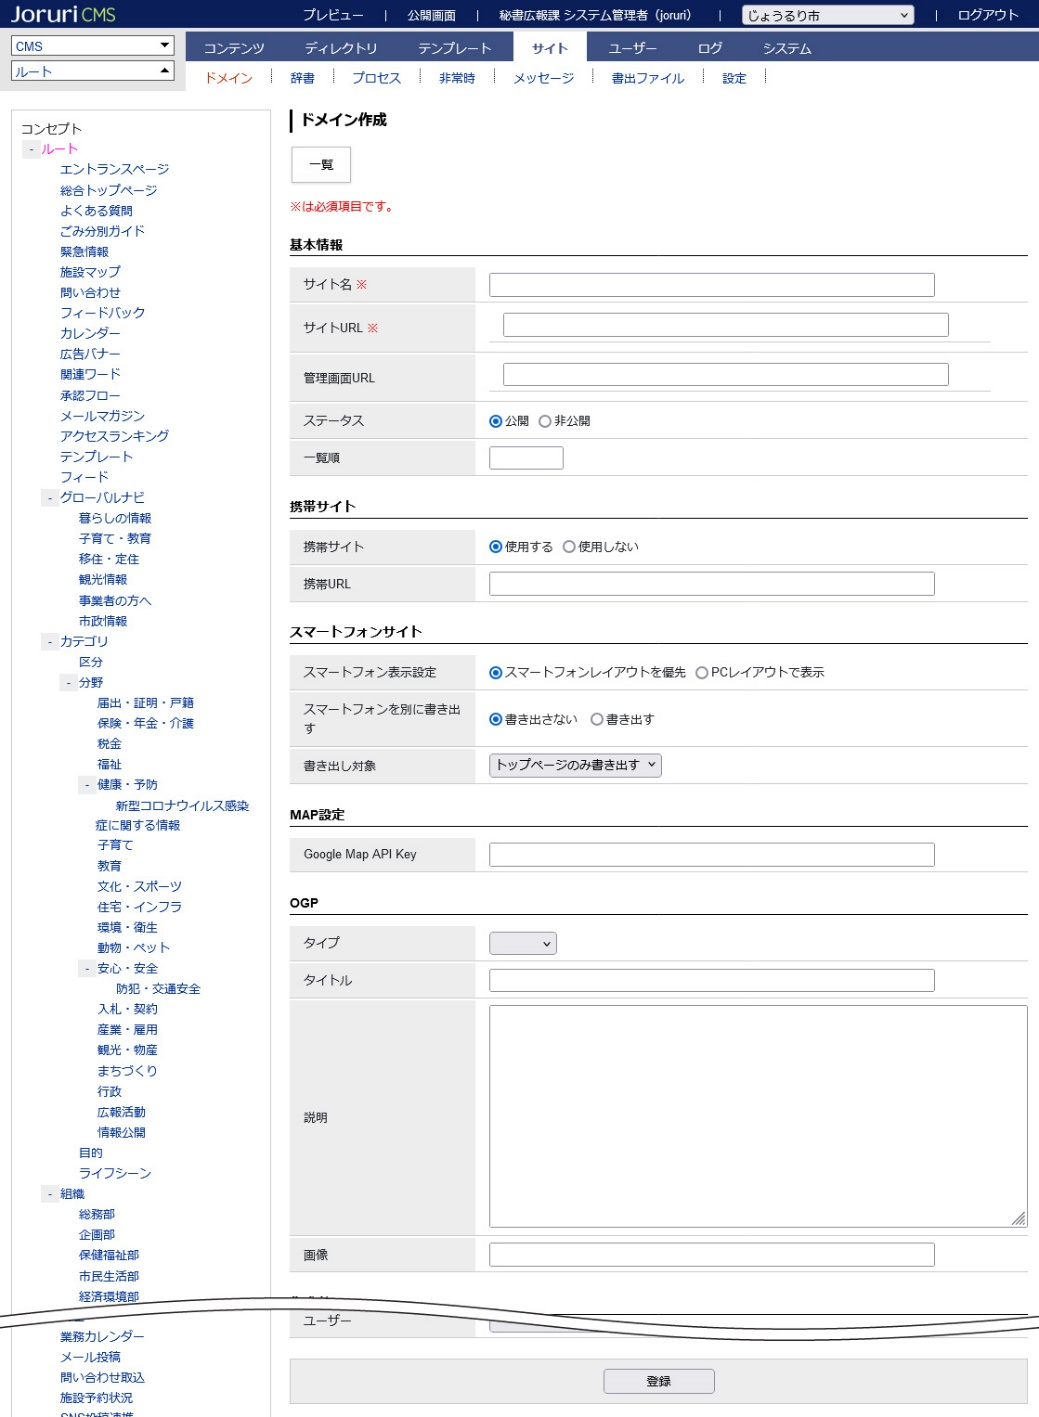 Joruri CMS
プレビュー | 公開画面 | 秘書広報課 システム管理者（joruri） | じょうるり市 | ログアウト
CMS
ルート
コンテンツ ディレクトリ テンプレート サイト ユーザー ログ システム
ドメイン 辞書 プロセス 非常時 メッセージ 書出ファイル 設定
コンセプト
- ルート
エントランスページ
総合トップページ
よくある質問
ごみ分別ガイド
緊急情報
施設マップ
問い合わせ
フィードバック
カレンダー
広告バナー
関連ワード
承認フロー
メールマガジン
アクセスランキング
テンプレート
フィード
- グローバルナビ
暮らしの情報
子育て・教育
移住・定住
観光情報
事業者の方へ
市政情報
- カテゴリ
区分
- 分野
届出・証明・戸籍
保険・年金・介護
税金
福祉
- 健康・予防
新型コロナウイルス感染
症に関する情報
子育て
教育
文化・スポーツ
住宅・インフラ
環境・衛生
動物・ペット
- 安心・安全
防犯・交通安全
入札・契約
産業・雇用
観光・物産
まちづくり
行政
広報活動
情報公開
目的
ライフシーン
- 組織
総務部
企画部
保健福祉部
市民生活部
経済環境部
業務カレンダー
メール投稿
問い合わせ取込
施設予約状況
SNS投稿連携
ドメイン作成
一覧
※は必須項目です。
基本情報
サイト名 ※
サイトURL ※
管理画面URL
ステータス 公開 非公開
一覧順
携帯サイト
携帯サイト 使用する 使用しない
携帯URL
スマートフォンサイト
スマートフォン表示設定 スマートフォンレイアウトを優先 PCレイアウトで表示
スマートフォンを別に書き出
す 書き出さない 書き出す
書き出し対象 トップページのみ書き出す
MAP設定
Google Map API Key
OGP
タイプ
タイトル
説明
画像
ユーザー
登録